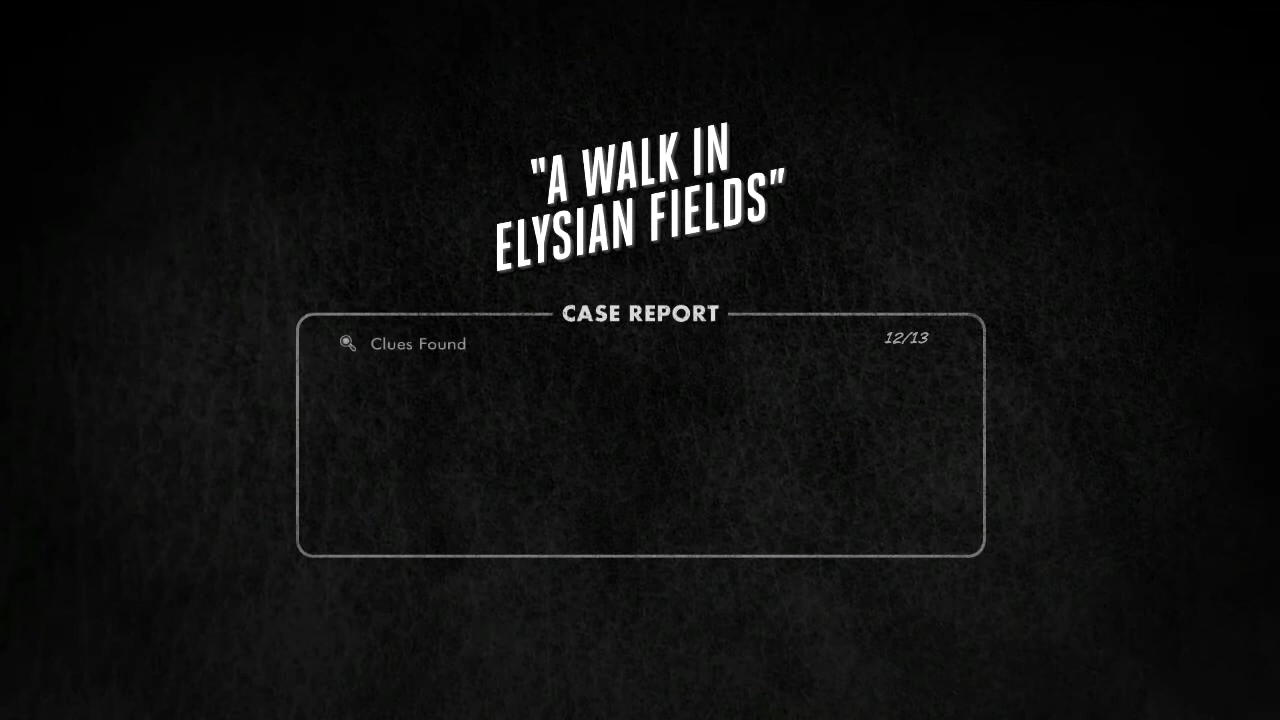 "A WALK IN
ELYSIAN FIELDS"
CASE REPORT
Clues Found 12/13